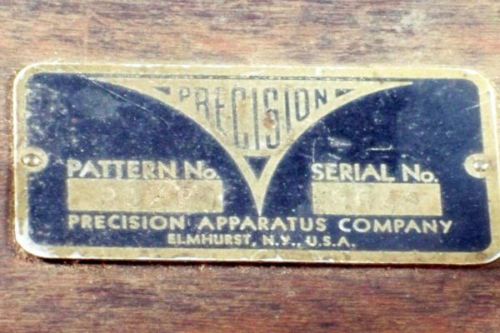 PRECISION
PATTERN No. SERIAL No.
PRECISION APPARATUS COMPANY
ELMHURST, N.Y., U.S.A.